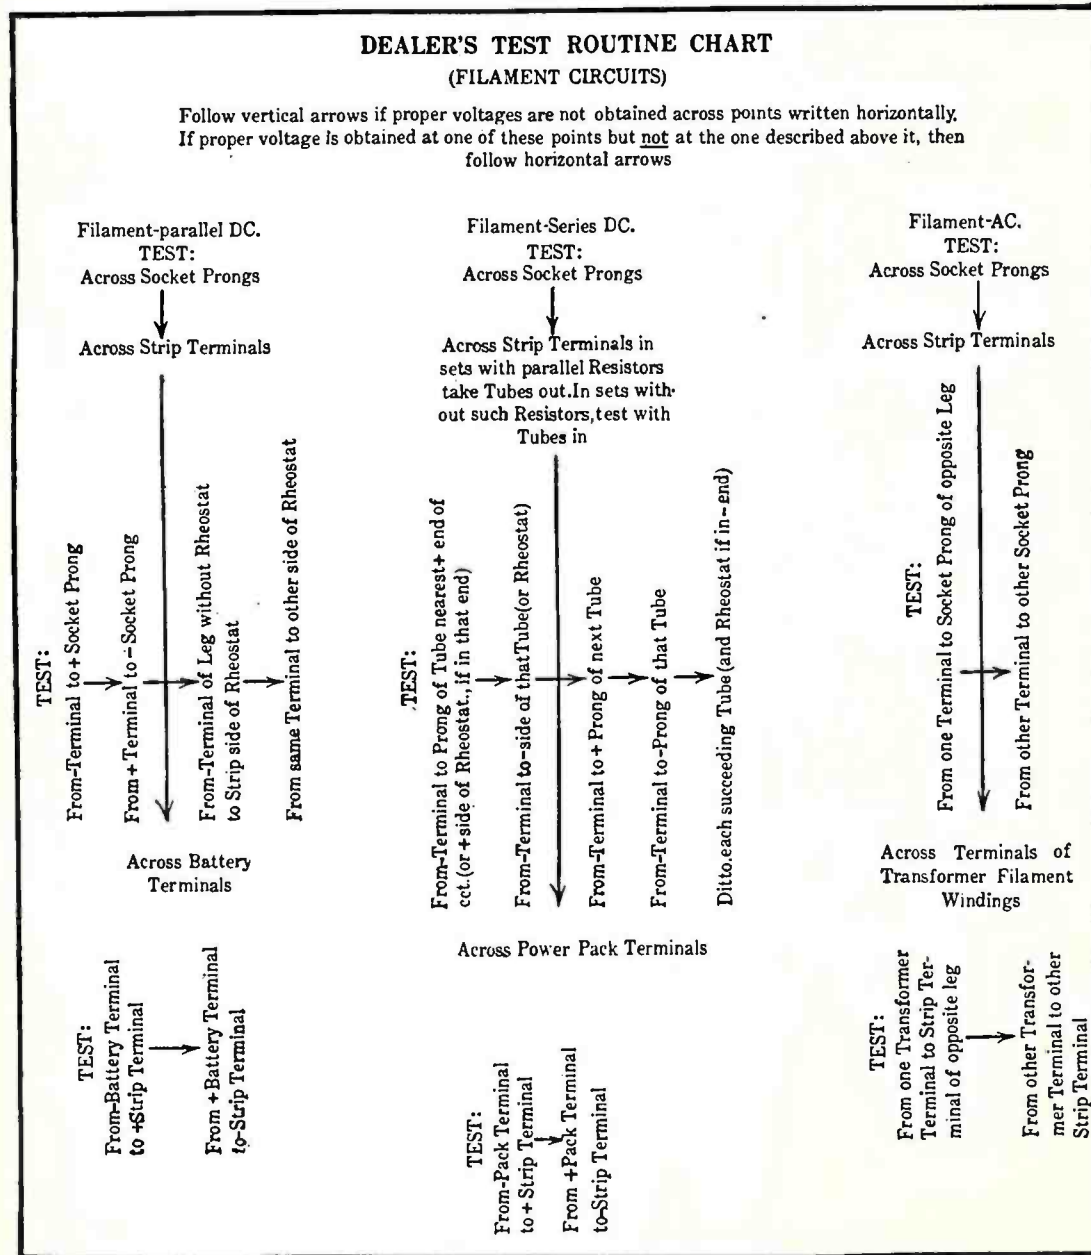 DEALER'S TEST ROUTINE CHART
(FILAMENT CIRCUITS)
Follow vertical arrows if proper voltages are not obtained across points written horizontally.
If proper voltage is obtained at one of these points but not at the one described above it, then
follow horizontal arrows
Filament-parallel DC.
TEST:
Across Socket Prongs
Across Strip Terminals
TEST:
From-Terminal to + Socket Prong
From + Terminal to - Socket Prong
From-Terminal of Leg without Rheostat
to Strip side of Rheostat
From same Terminal to other side of Rheostat
Across Battery
Terminals
TEST:
From-Battery Terminal
to +Strip Terminal
From +Battery Terminal
to-Strip Terminal
Filament-Series DC.
TEST:
Across Socket Prongs
Across Strip Terminals in
sets with parallel Resistors
take Tubes out.In sets with-
out such Resistors,test with
Tubes in
TEST:
From-Terminal to Prong of Tube nearest+ end of
cct.(or +side of Rheostat., if in that end)
From-Terminal to-side of that Tube(or Rheostat)
From-Terminal to + Prong of next Tube
From-Terminal to-Prong of that Tube
Ditto.each succeeding Tube(and Rheostat if in - end)
Across Power Pack Terminals
TEST:
From-Pack Terminal
to + Strip Terminal
From +Pack Terminal
to-Strip Terminal
Filament-AC.
TEST:
Across Socket Prongs
Across Strip Terminals
TEST:
From one Terminal to Socket Prong of opposite Leg
From other Terminal to other Socket Prong
Across Terminals of
Transformer Filament
Windings
TEST:
From one Transformer
Terminal to Strip Ter-
minal of opposite leg
From other Transfor-
mer Terminal to other
Strip Terminal